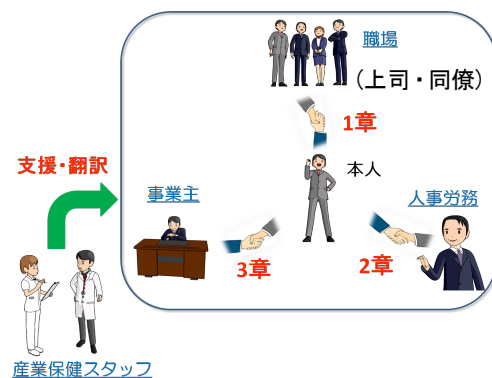 職場
(上司・同僚)
1章
支援・翻訳
本人
事業主
人事労務
3章
2章
産業保健スタッフ